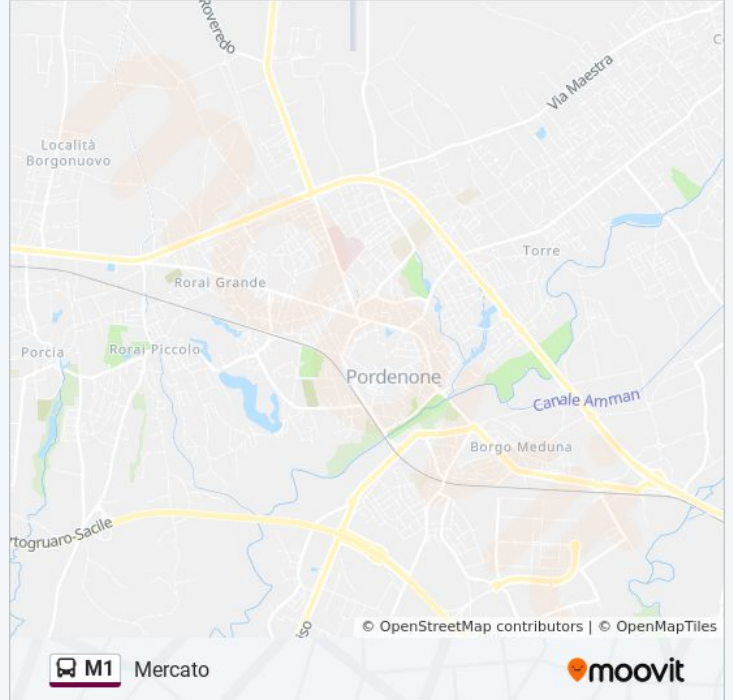 Roveredo
Via Maestra
C
Località
Borgonuovo
Torre
Rorai Grande
Porcia
Rorai Piccolo
Pordenone
Canale Amman
Borgo Meduna
rtogruaro-Sacile
iso
© OpenStreetMap contributors | © OpenMapTiles
M1 Mercato
moovit